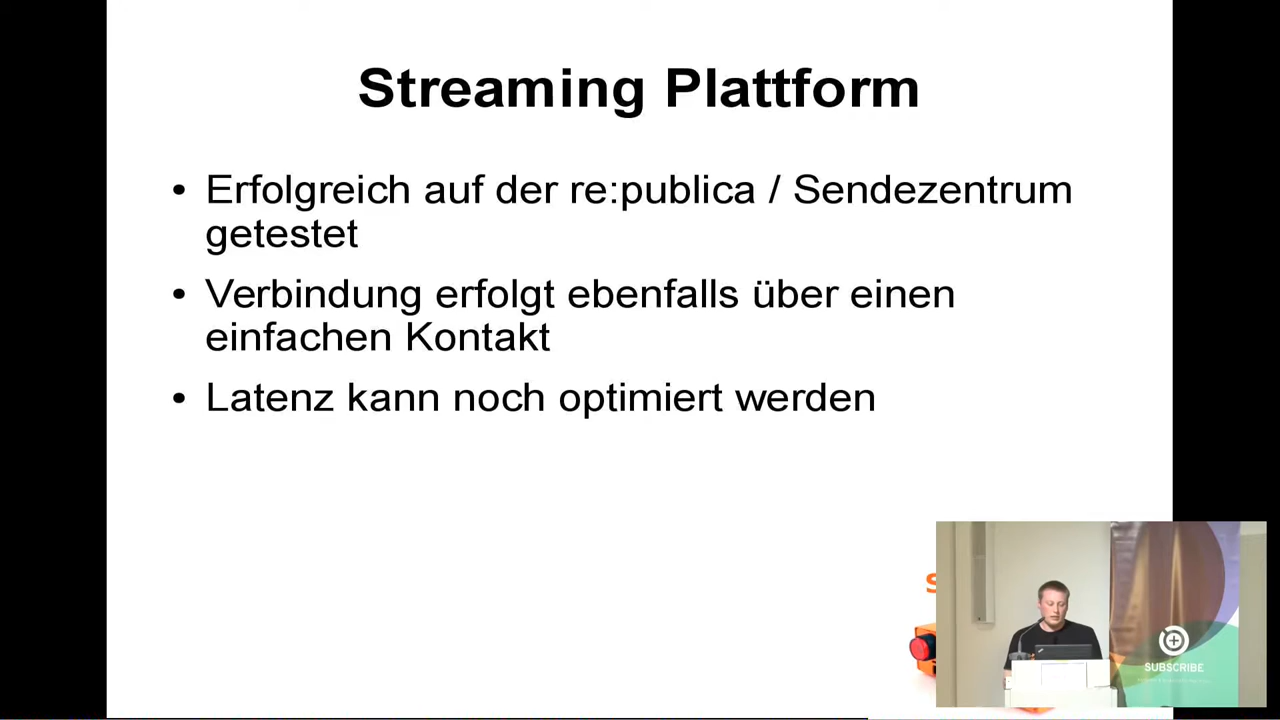 Streaming Plattform
• Erfolgreich auf der re:publica / Sendezentrum
getestet
• Verbindung erfolgt ebenfalls über einen
einfachen Kontakt
• Latenz kann noch optimiert werden
SUBSCRIBE